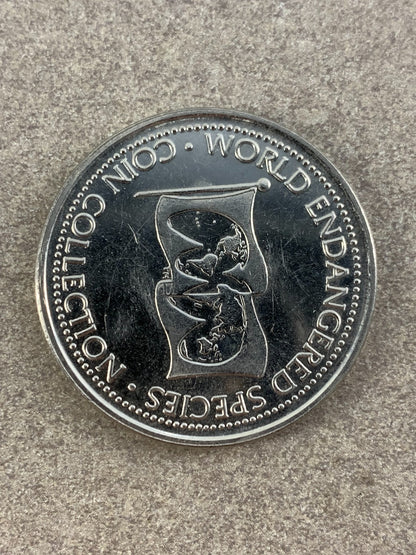 WORLD ENDANGERED SPECIES •
COIN COLLECTION •